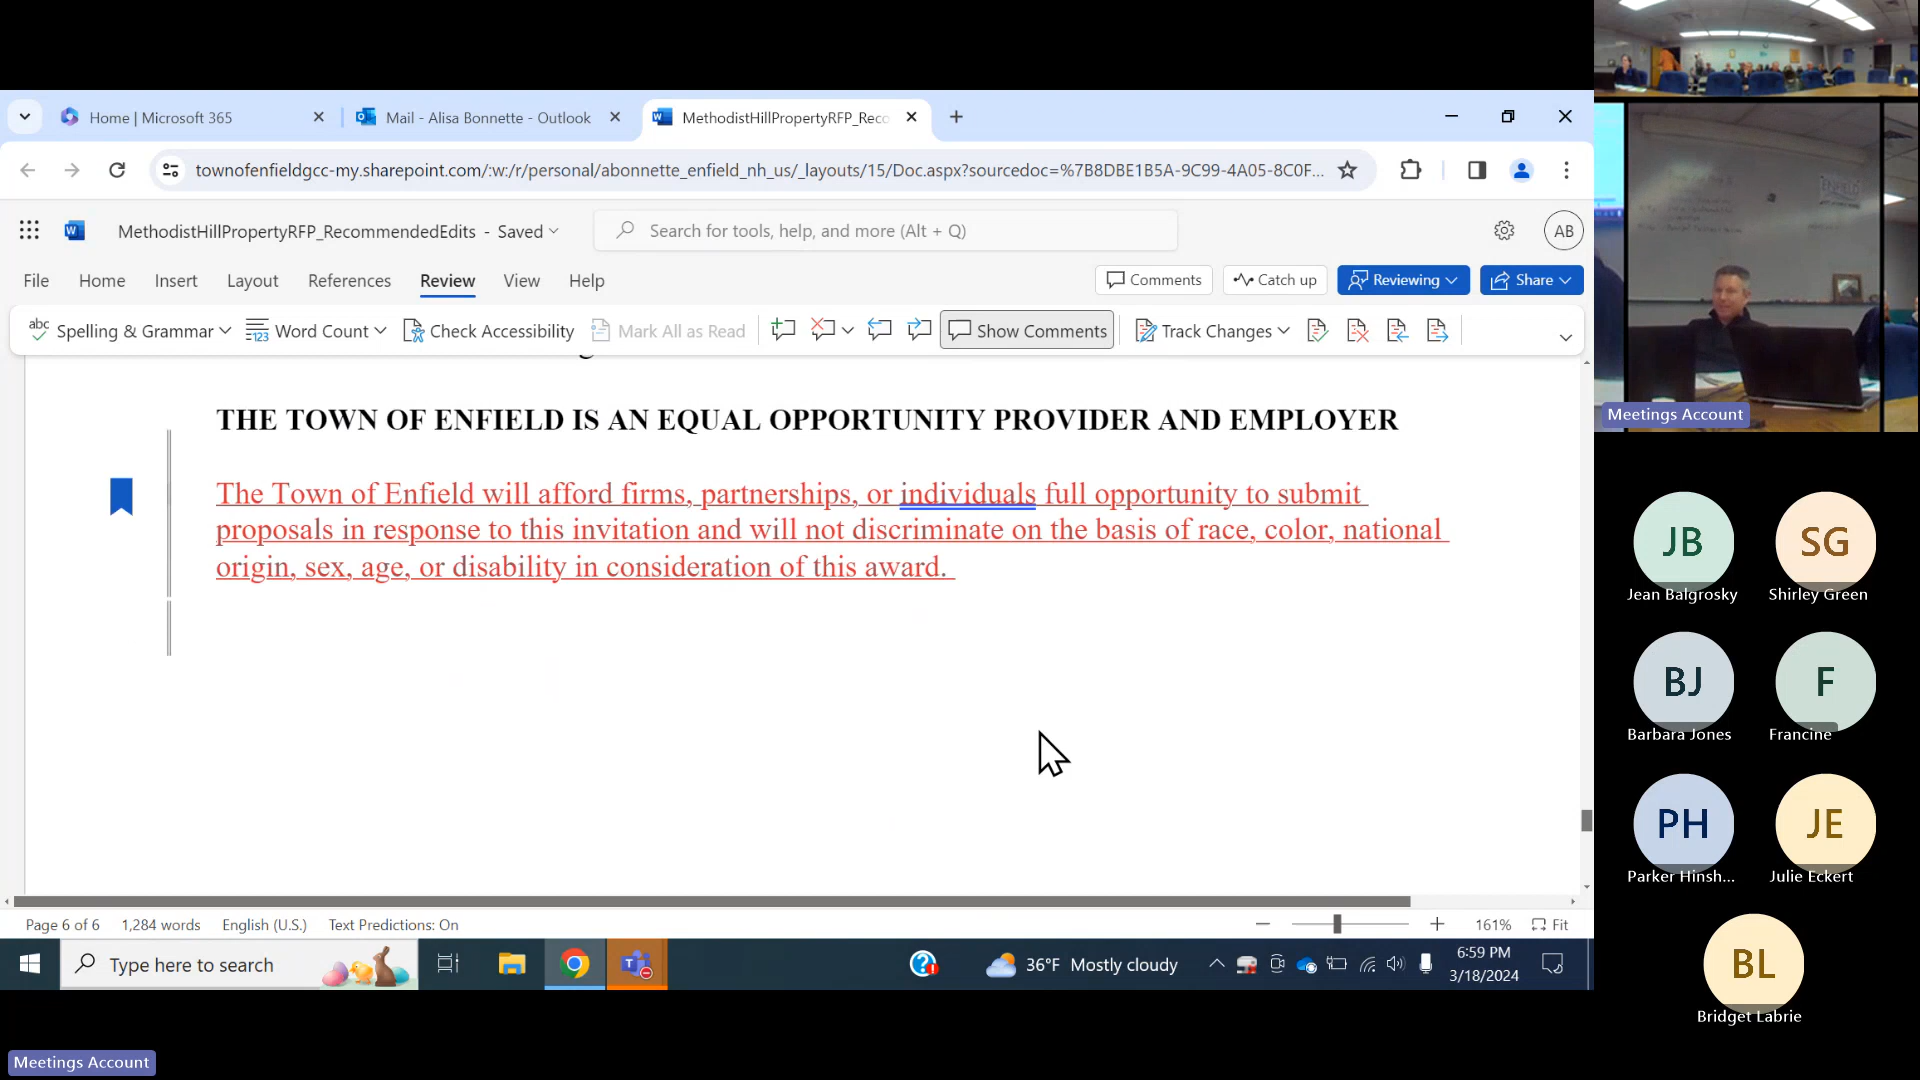 Home | Microsoft 365
Mail - Alisa Bonnette - Outlook
MethodistHillPropertyRFP_Reco
townofenfieldgcc-my.sharepoint.com/:w:/r/personal/abonnette_enfield_nh_us/_layouts/15/Doc.aspx?sourcedoc=%7B8DBE1B5A-9C99-4A05-8C0F...
MethodistHillPropertyRFP_RecommendedEdits - Saved
Search for tools, help, and more (Alt + Q)
AB
File Home Insert Layout References Review View Help
Comments Catch up Reviewing Share
abc Spelling & Grammar 123 Word Count Check Accessibility Mark All as Read Show Comments Track Changes
THE TOWN OF ENFIELD IS AN EQUAL OPPORTUNITY PROVIDER AND EMPLOYER
The Town of Enfield will afford firms, partnerships, or individuals full opportunity to submit
proposals in response to this invitation and will not discriminate on the basis of race, color, national
origin, sex, age, or disability in consideration of this award.
Page 6 of 6 1,284 words English (U.S.) Text Predictions: On
161% Fit
Type here to search
36°F Mostly cloudy
6:59 PM
3/18/2024
Meetings Account
Meetings Account
JB
Jean Balgrosky
SG
Shirley Green
BJ
Barbara Jones
F
Francine
PH
Parker Hinsh...
JE
Julie Eckert
BL
Bridget Labrie